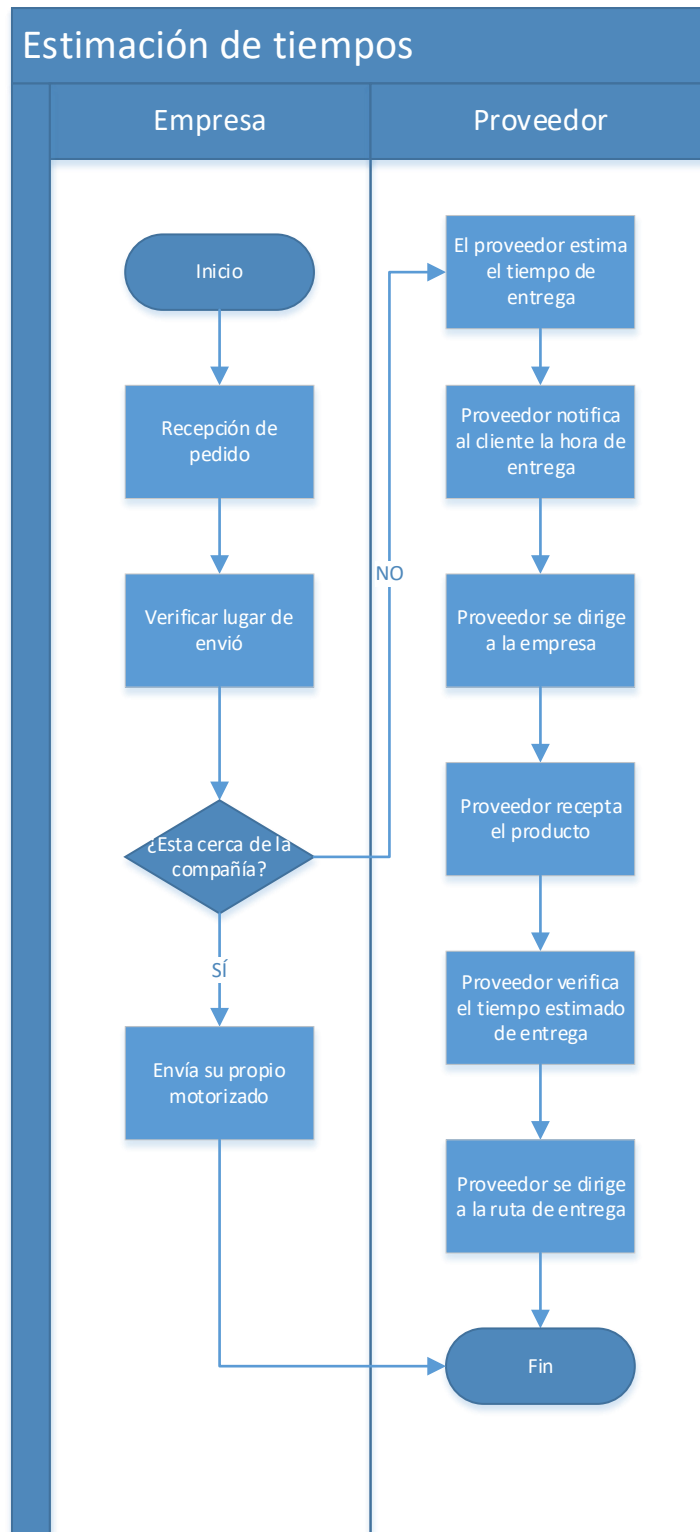 Estimación de tiempos
Empresa
Proveedor
Inicio
Recepción de
pedido
Verificar lugar de
envió
¿Esta cerca de la
compañía?
SÍ
Envía su propio
motorizado
NO
El proveedor estima
el tiempo de
entrega
Proveedor notifica
al cliente la hora de
entrega
Proveedor se dirige
a la empresa
Proveedor recepta
el producto
Proveedor verifica
el tiempo estimado
de entrega
Proveedor se dirige
a la ruta de entrega
Fin